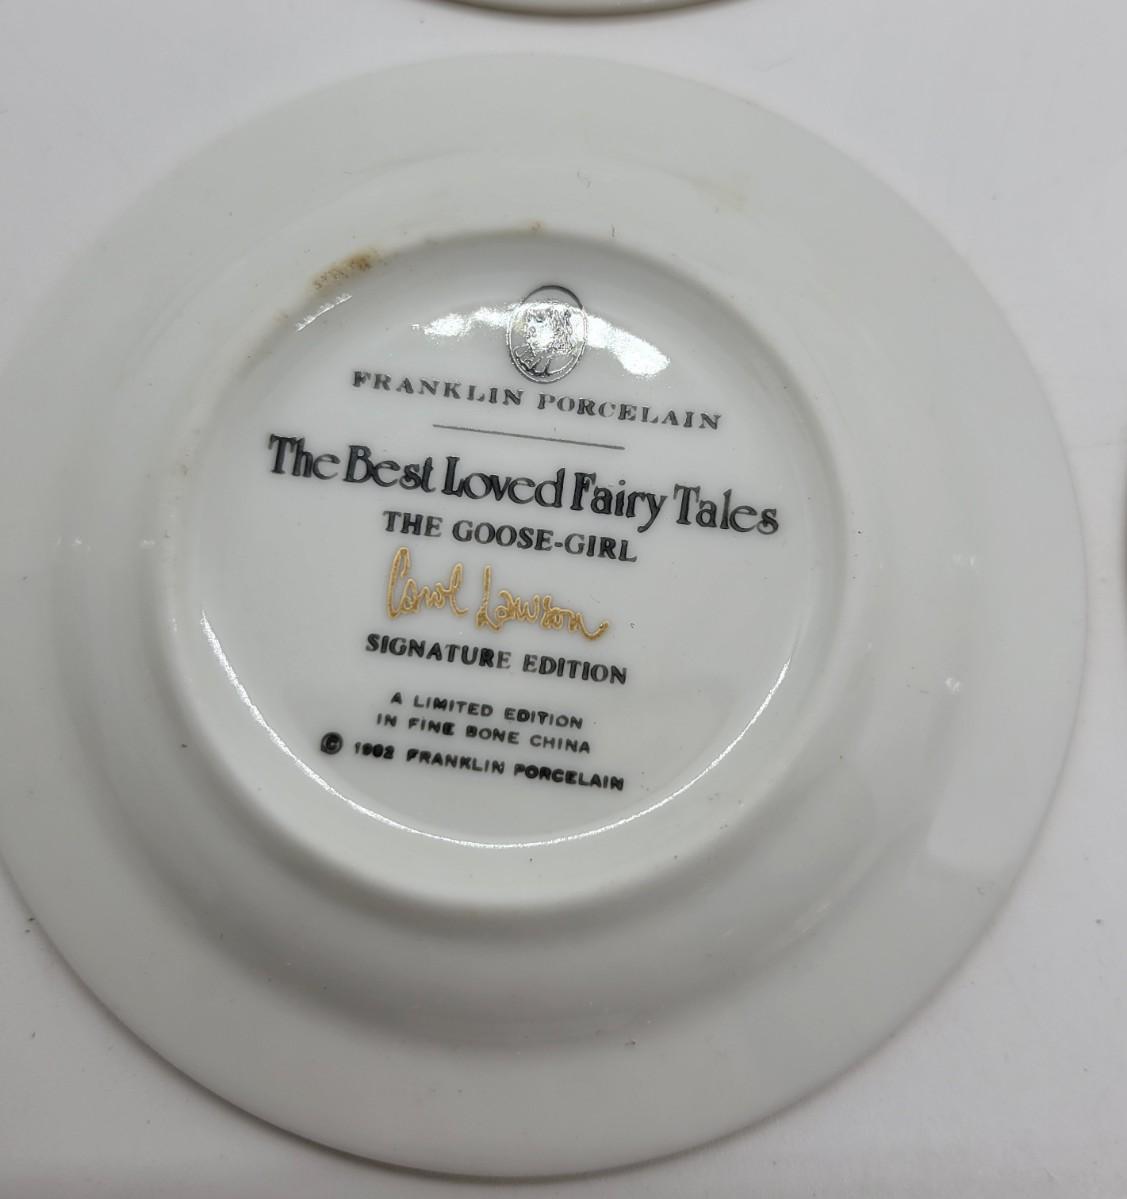 FRANKLIN PORCELAIN
The Best Loved Fairy Tales
THE GOOSE-GIRL
Carol Lawson
SIGNATURE EDITION
A LIMITED EDITION
IN FINE BONE CHINA
© 1982 FRANKLIN PORCELAIN